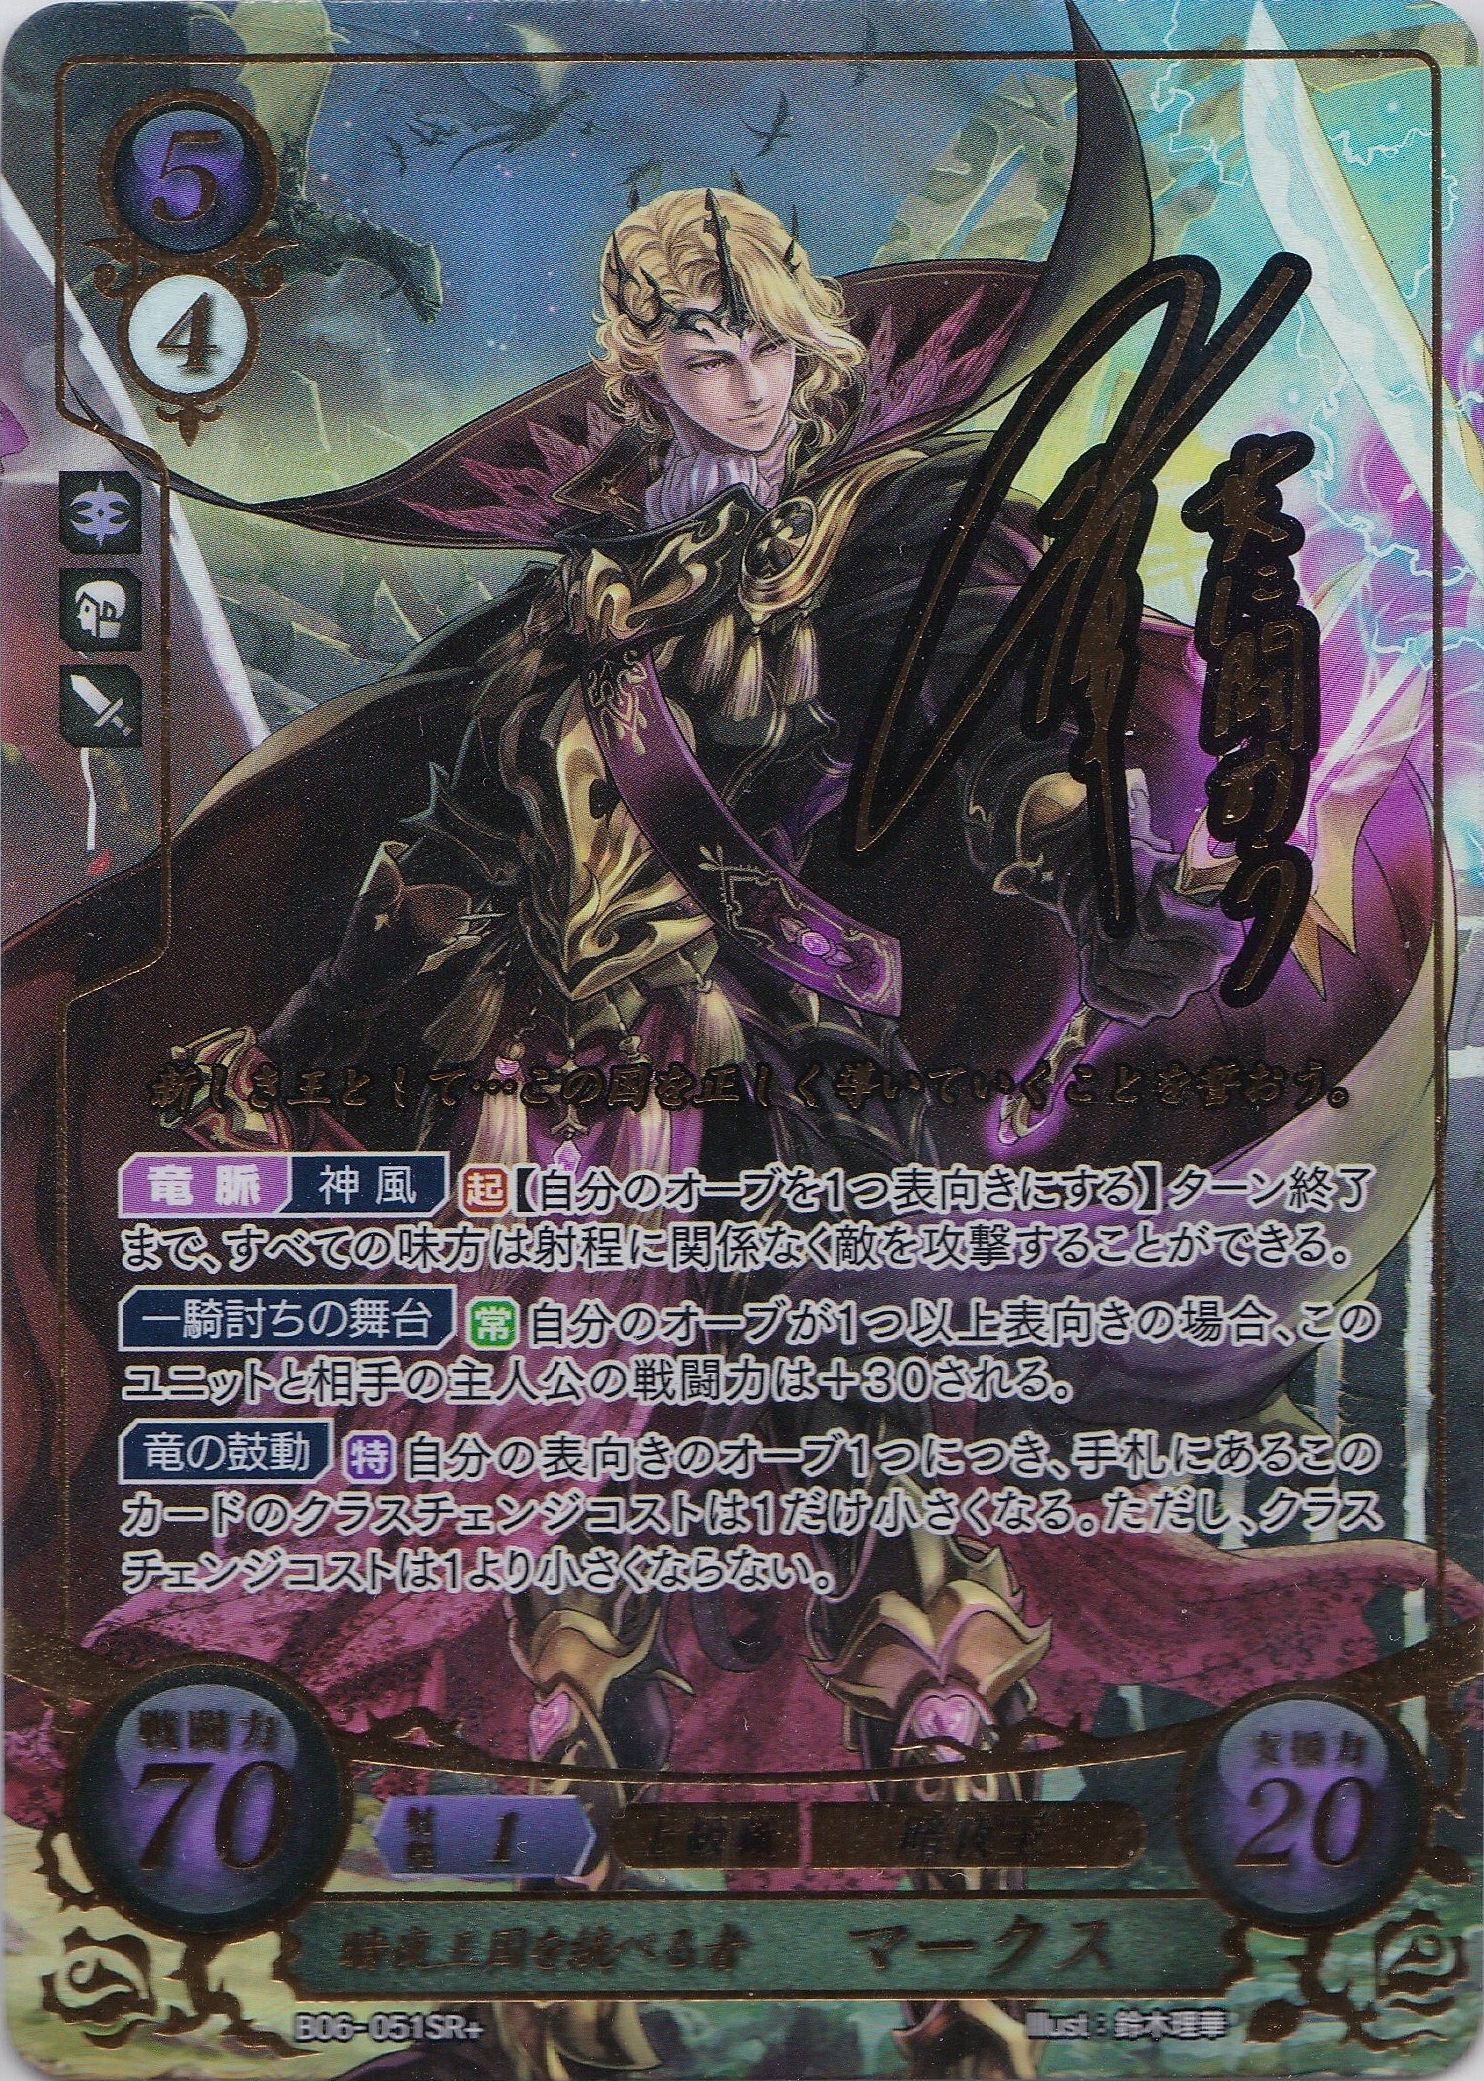 5
4
新しき王として…この国を正しく導いていくことを誓おう。
竜脈 神風 起【自分のオーブを1つ表向きにする】ターン終了
まで、すべての味方は射程に関係なく敵を攻撃することができる。
一騎討ちの舞台 常 自分のオーブが1つ以上表向きの場合、この
ユニットと相手の主人公の戦闘力は＋30される。
竜の鼓動 特 自分の表向きのオーブ1つにつき、手札にあるこの
カードのクラスチェンジコストは1だけ小さくなる。ただし、クラス
チェンジコストは1より小さくならない。
戦闘力
70
支援力
20
射程 1 上級職 暗夜王
暗夜王国を統べる者 マークス
B06-051SR+
Illust：鈴木理華